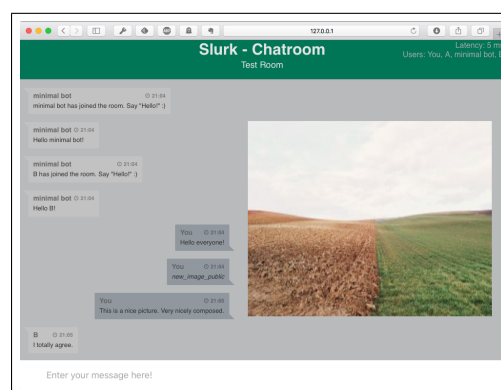 127.0.0.1
Slurk - Chatroom
Test Room
Latency: 5 m
Users: You, A, minimal bot,
minimal bot 21:04
minimal bot has joined the room. Say "Hello!" :)
minimal bot 21:04
Hello minimal bot!
minimal bot 21:04
B has joined the room. Say "Hello!" :)
minimal bot 21:04
Hello B!
You 21:04
Hello everyone!
You 21:04
new_image_public
You 21:05
This is a nice picture. Very nicely composed.
B 21:05
I totally agree.
Enter your message here!